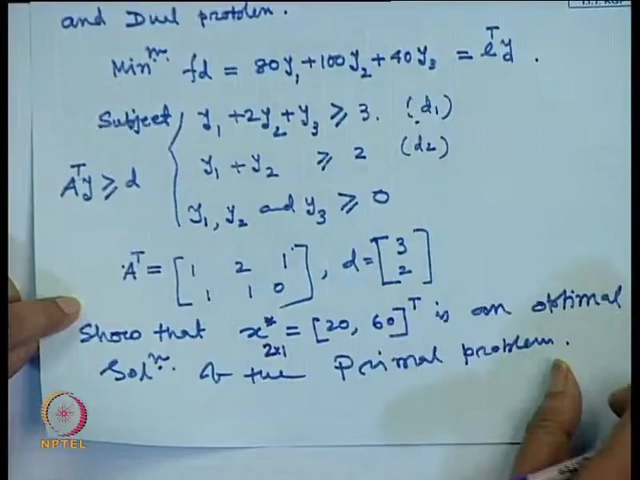 I.I.T. KGP
and Dual problem.
Min^m. fd = 80y₁ + 100y₂ + 40y₃ = e^T y.
Subject y₁ + 2y₂ + y₃ ≥ 3. (d1)
A^T y ≥ d y₁ + y₂ ≥ 2 (d2)
y₁, y₂ and y₃ ≥ 0
A^T = [1 2 1; 1 1 0], d = [3; 2]
Show that x*₂ₓ₁ = [20, 60]^T is an optimal
Sol^n. to the Primal problem.
NPTEL